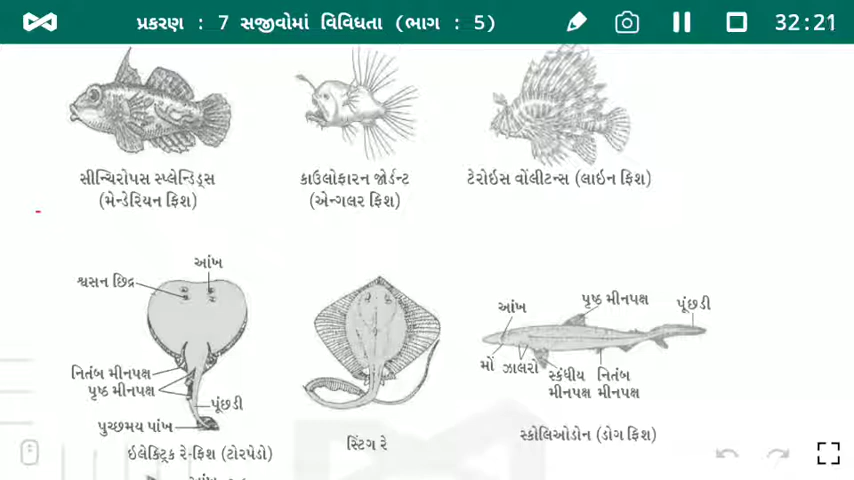 પ્રકરણ : 7 સજીવોમાં વિવિધતા (ભાગ : 5)
32:21
સીન્ચિરોપસ સ્પ્લેન્ડિડ્સ
(મેન્ડેરિયન ફિશ)
કાઉલોફારન જોર્ડન્ટ
(એન્ગલર ફિશ)
ટેરોઇસ વોંલીટન્સ (લાઇન ફિશ)
આંખ
શ્વસન છિદ્ર
નિતંબ મીનપક્ષ
પૃષ્ઠ મીનપક્ષ
પૂંછડી
પુચ્છમય પાંખ
ઇલેક્ટ્રિક રે-ફિશ (ટોરપેડો)
સ્ટિંગ રે
આંખ
પૃષ્ઠ મીનપક્ષ
પૂંછડી
મોં
ઝાલરો
સ્કંધીય
મીનપક્ષ
નિતંબ
મીનપક્ષ
સ્કોલિઓડોન (ડોગ ફિશ)